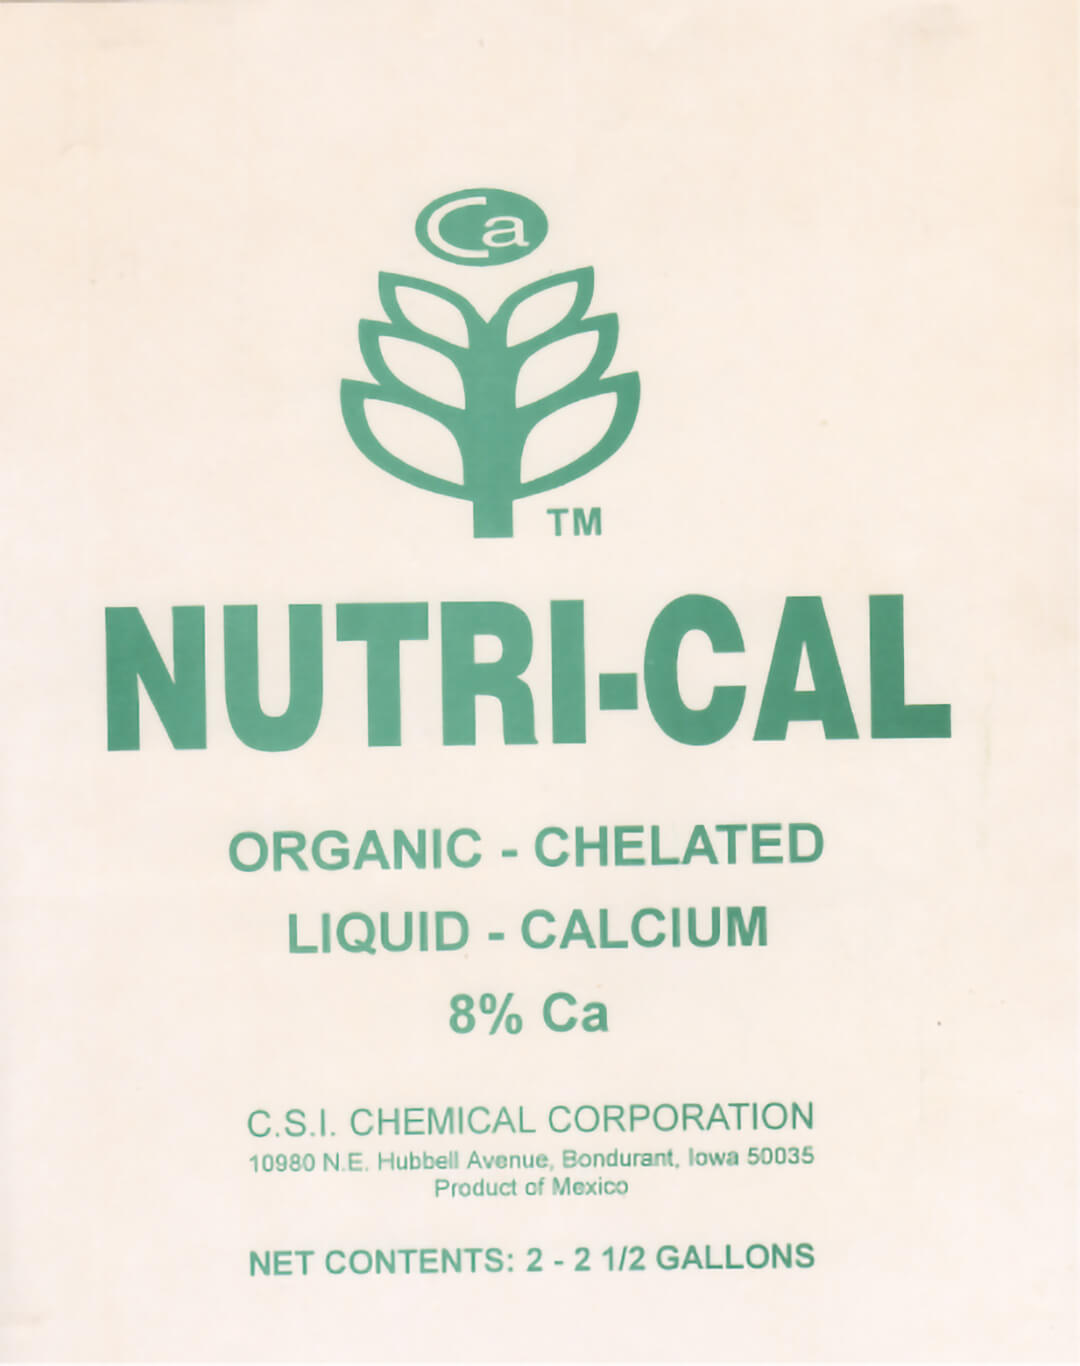 Ca
TM
NUTRI-CAL
ORGANIC - CHELATED
LIQUID - CALCIUM
8% Ca
C.S.I. CHEMICAL CORPORATION
10980 N.E. Hubbell Avenue, Bondurant, Iowa 50035
Product of Mexico
NET CONTENTS: 2 - 2 1/2 GALLONS